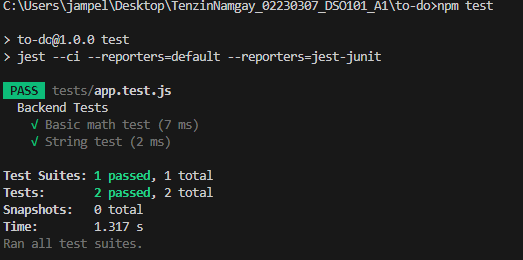 C:\Users\jampel\Desktop\TenzinNamgay_02230307_DSO101_A1\to-do>npm test
> to-do@1.0.0 test
> jest --ci --reporters=default --reporters=jest-junit
PASS tests/app.test.js
Backend Tests
√ Basic math test (7 ms)
√ String test (2 ms)
Test Suites: 1 passed, 1 total
Tests: 2 passed, 2 total
Snapshots: 0 total
Time: 1.317 s
Ran all test suites.